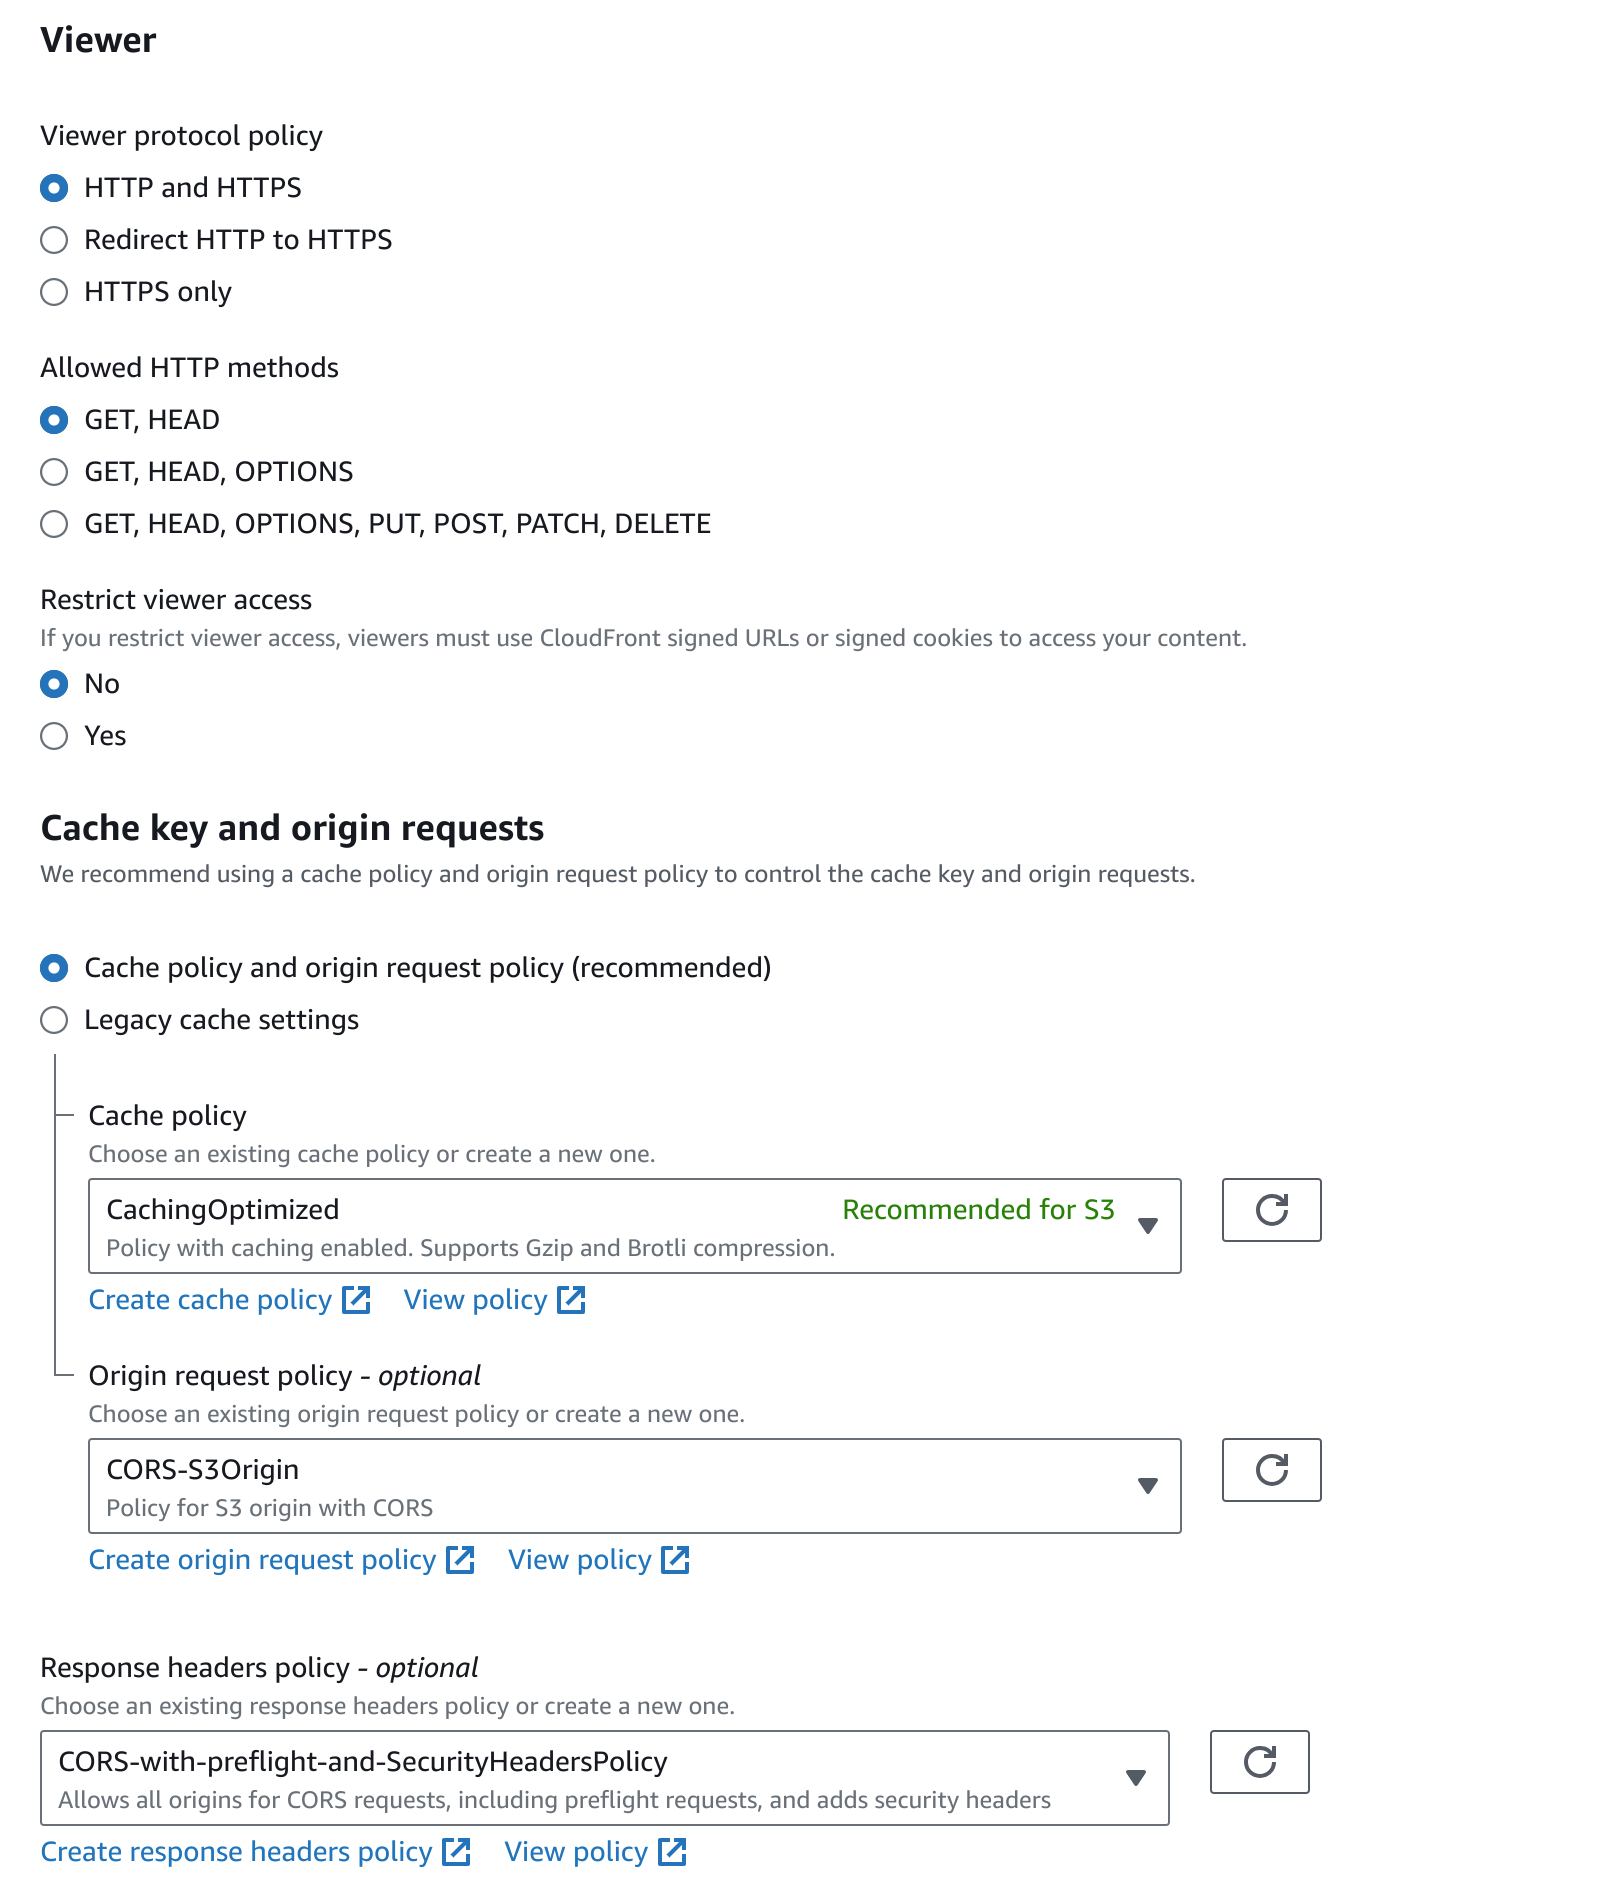 Viewer
Viewer protocol policy
HTTP and HTTPS
Redirect HTTP to HTTPS
HTTPS only
Allowed HTTP methods
GET, HEAD
GET, HEAD, OPTIONS
GET, HEAD, OPTIONS, PUT, POST, PATCH, DELETE
Restrict viewer access
If you restrict viewer access, viewers must use CloudFront signed URLs or signed cookies to access your content.
No
Yes
Cache key and origin requests
We recommend using a cache policy and origin request policy to control the cache key and origin requests.
Cache policy and origin request policy (recommended)
Legacy cache settings
Cache policy
Choose an existing cache policy or create a new one.
CachingOptimized Recommended for S3
Policy with caching enabled. Supports Gzip and Brotli compression.
Create cache policy View policy
Origin request policy - optional
Choose an existing origin request policy or create a new one.
CORS-S3Origin
Policy for S3 origin with CORS
Create origin request policy View policy
Response headers policy - optional
Choose an existing response headers policy or create a new one.
CORS-with-preflight-and-SecurityHeadersPolicy
Allows all origins for CORS requests, including preflight requests, and adds security headers
Create response headers policy View policy